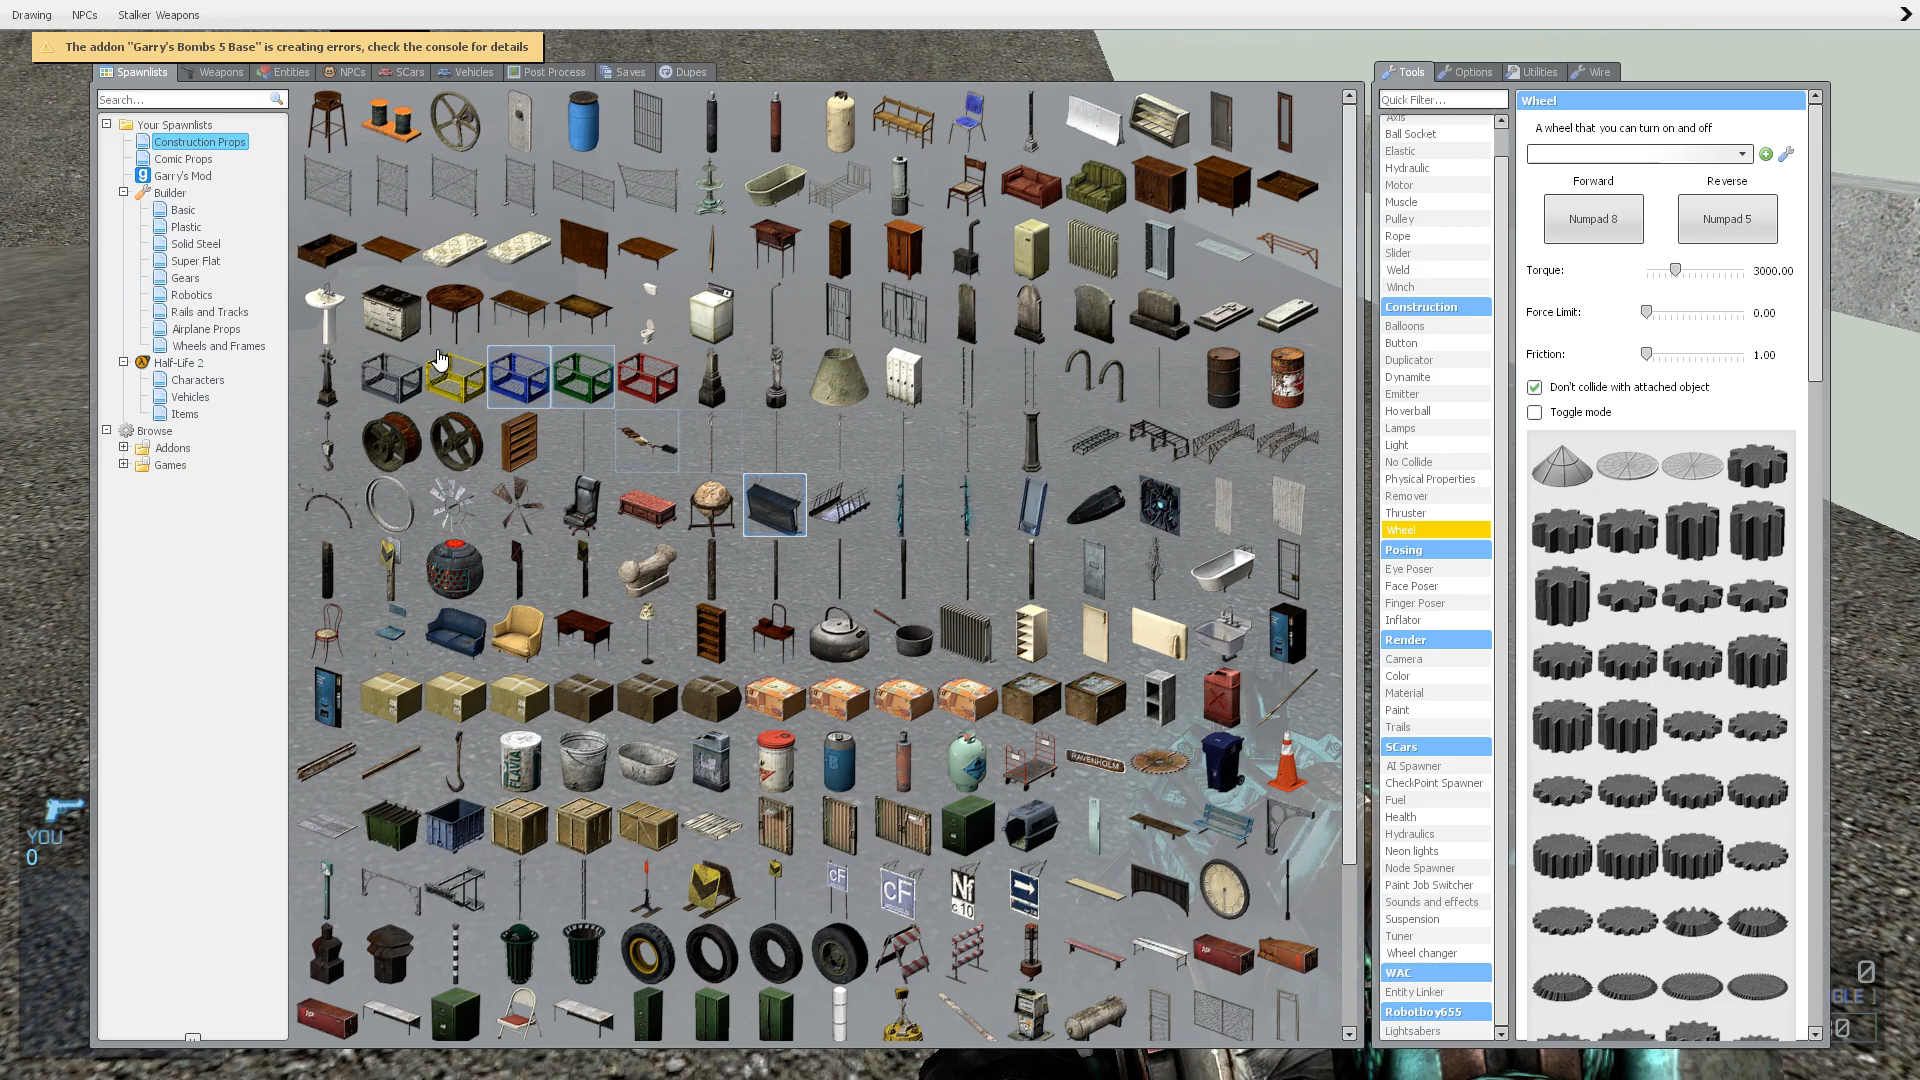 Drawing NPCs Stalker Weapons
The addon "Garry's Bombs 5 Base" is creating errors, check the console for details
Spawnlists Weapons Entities NPCs SCars Vehicles Post Process Saves Dupes
Search...
Your Spawnlists
Construction Props
Comic Props
Garry's Mod
Builder
Basic
Plastic
Solid Steel
Super Flat
Gears
Robotics
Rails and Tracks
Airplane Props
Wheels and Frames
Half-Life 2
Characters
Vehicles
Items
Browse
Addons
Games
RAVENHOLM
cF
cF
Nf
c 10
YOU
0
Tools Options Utilities Wire
Quick Filter...
Axis
Ball Socket
Elastic
Hydraulic
Motor
Muscle
Pulley
Rope
Slider
Weld
Winch
Construction
Balloons
Button
Duplicator
Dynamite
Emitter
Hoverball
Lamps
Light
No Collide
Physical Properties
Remover
Thruster
Wheel
Posing
Eye Poser
Face Poser
Finger Poser
Inflator
Render
Camera
Color
Material
Paint
Trails
SCars
AI Spawner
CheckPoint Spawner
Fuel
Health
Hydraulics
Neon lights
Node Spawner
Paint Job Switcher
Sounds and effects
Suspension
Tuner
Wheel changer
WAC
Entity Linker
Robotboy655
Lightsabers
Wheel
A wheel that you can turn on and off
Forward Reverse
Numpad 8 Numpad 5
Torque: 3000.00
Force Limit: 0.00
Friction: 1.00
Don't collide with attached object
Toggle mode
0
GLE ]